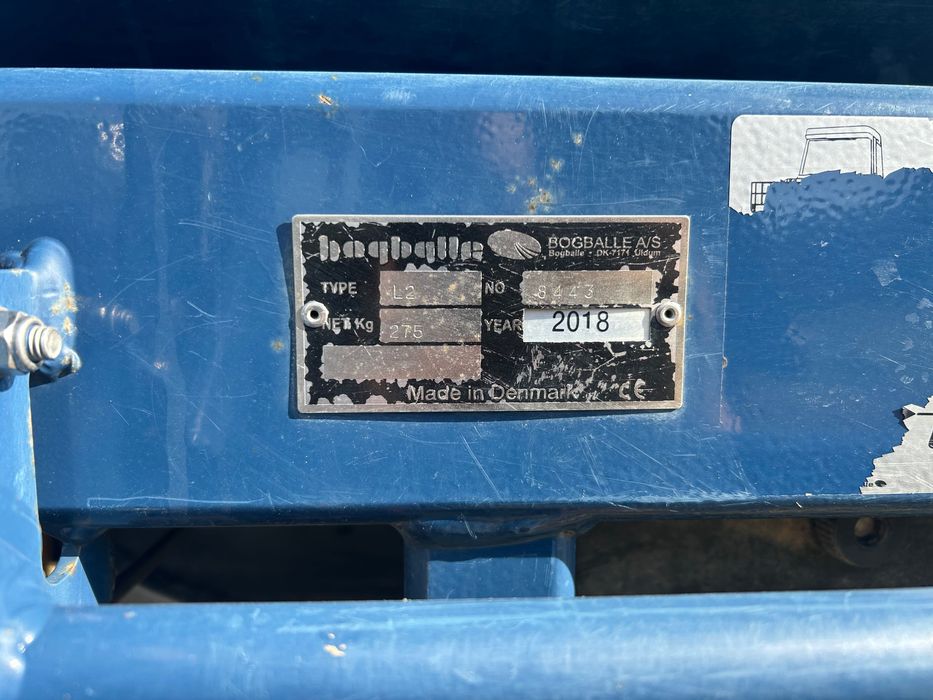 bogballe
BOGBALLE A/S
Bogballe - DK-7171 Uldum
TYPE L2 NO 8443
NET Kg 275 YEAR 2018
Made in Denmark CE